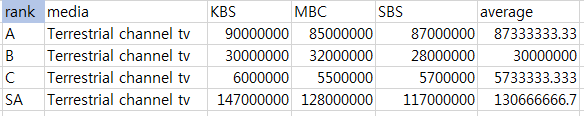 rank media KBS MBC SBS average
A Terrestrial channel tv 90000000 85000000 87000000 87333333.33
B Terrestrial channel tv 30000000 32000000 28000000 30000000
C Terrestrial channel tv 6000000 5500000 5700000 5733333.333
SA Terrestrial channel tv 147000000 128000000 117000000 130666666.7